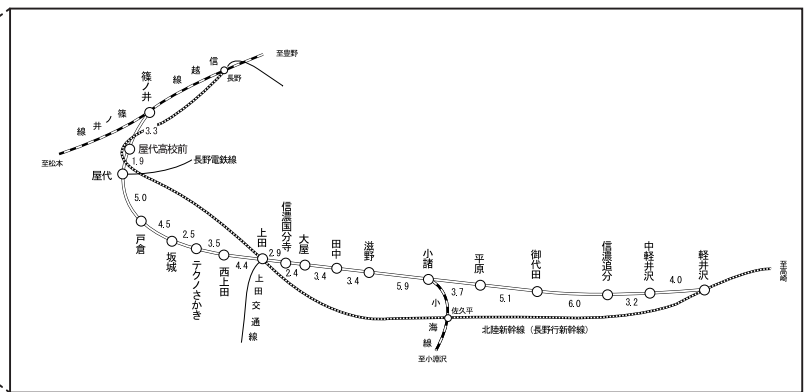 至豊野
信越線
長野
篠ノ井
篠ノ井線
至松本
3.3
屋代高校前
1.9
長野電鉄線
屋代
5.0
戸倉
4.5
坂城
2.5
テクノさかき
3.5
西上田
4.4
上田
上田交通線
2.9
信濃国分寺
2.4
大屋
3.4
田中
3.4
滋野
5.9
小諸
小海線
佐久平
至小淵沢
3.7
平原
5.1
御代田
6.0
信濃追分
3.2
中軽井沢
4.0
軽井沢
至高崎
北陸新幹線(長野行新幹線)